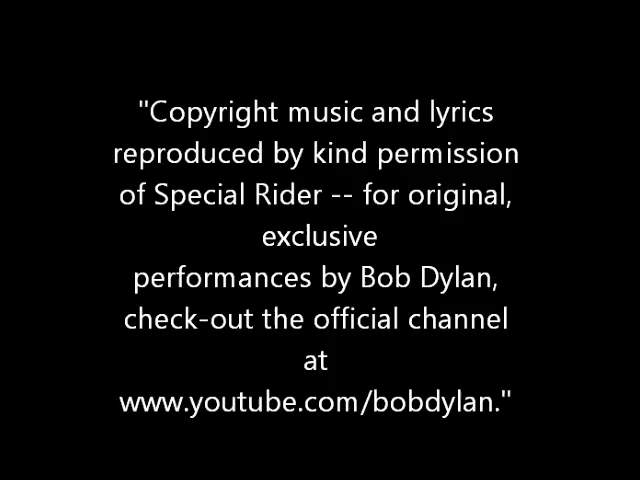 "Copyright music and lyrics
reproduced by kind permission
of Special Rider -- for original,
exclusive
performances by Bob Dylan,
check-out the official channel
at
www.youtube.com/bobdylan."